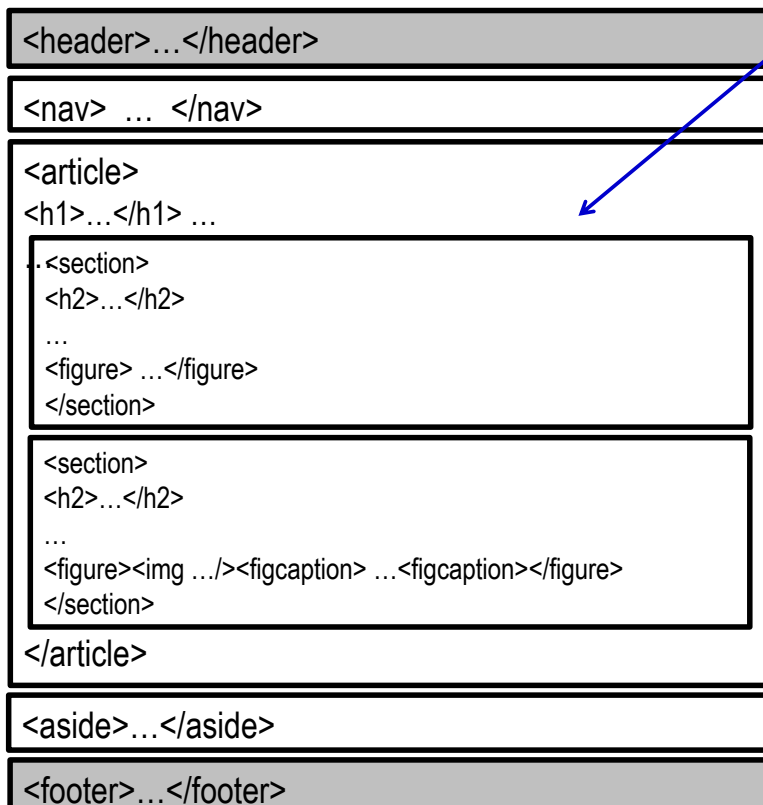 <header>…</header>
<nav> … </nav>
<article>
<h1>…</h1> …
…
<section>
<h2>…</h2>
…
<figure> …</figure>
</section>
<section>
<h2>…</h2>
…
<figure><img …/><figcaption> …<figcaption></figure>
</section>
</article>
<aside>…</aside>
<footer>…</footer>